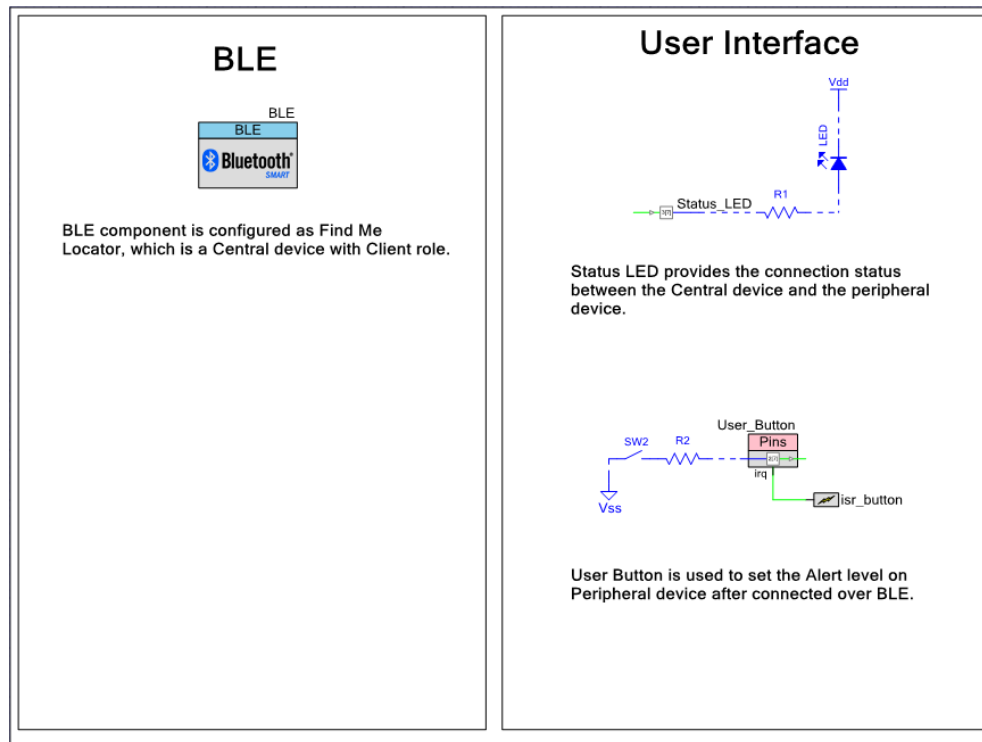 BLE
BLE
BLE
Bluetooth®
SMART
BLE component is configured as Find Me
Locator, which is a Central device with Client role.
User Interface
Vdd
LED
R1
Status_LED
Status LED provides the connection status
between the Central device and the peripheral
device.
User_Button
Pins
SW2
R2
irq
Vss
isr_button
User Button is used to set the Alert level on
Peripheral device after connected over BLE.